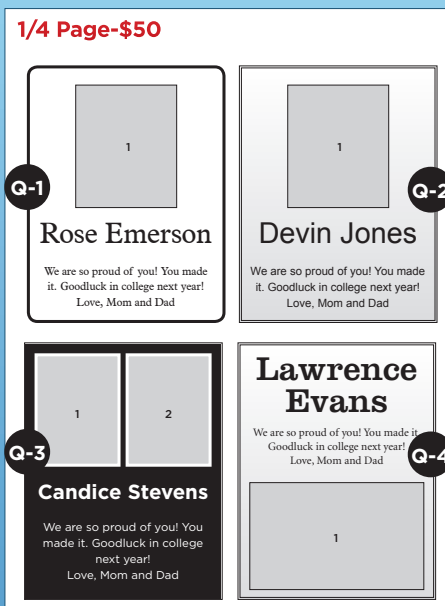 1/4 Page-$50
1
Q-1
Rose Emerson
We are so proud of you! You made
it. Goodluck in college next year!
Love, Mom and Dad
1
Q-2
Devin Jones
We are so proud of you! You made
it. Goodluck in college next year!
Love, Mom and Dad
1
2
Q-3
Candice Stevens
We are so proud of you! You
made it. Goodluck in college
next year!
Love, Mom and Dad
Lawrence
Evans
We are so proud of you! You made it.
Goodluck in college next year!
Love, Mom and Dad
Q-4
1